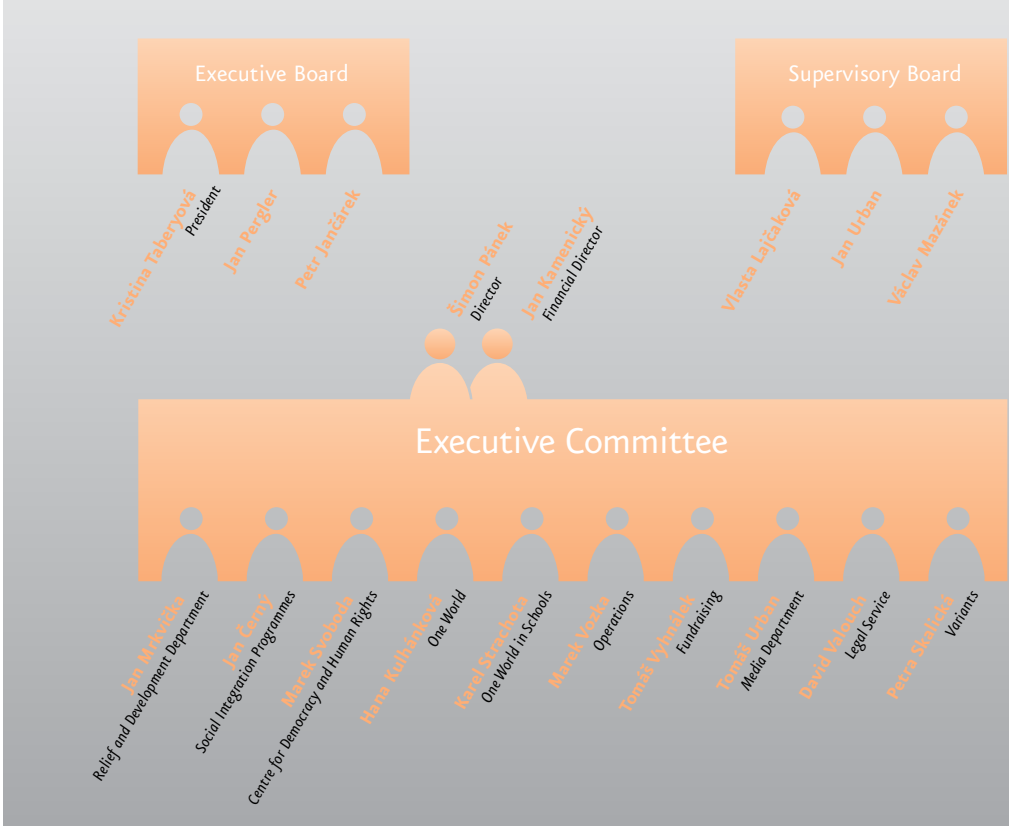 Executive Board
Kristina Taberyová
President
Jan Pergler
Petr Jančárek
Supervisory Board
Vlasta Lajčaková
Jan Urban
Václav Mazánek
Šimon Pánek
Director
Jan Kamenický
Financial Director
Executive Committee
Jan Mrkvička
Relief and Development Department
Jan Černý
Social Integration Programmes
Marek Svoboda
Centre for Democracy and Human Rights
Hana Kulhánková
One World
Karel Strachota
One World in Schools
Marek Vozka
Operations
Tomáš Vyhnálek
Fundraising
Tomáš Urban
Media Department
David Valouch
Legal Service
Petra Skalická
Variants